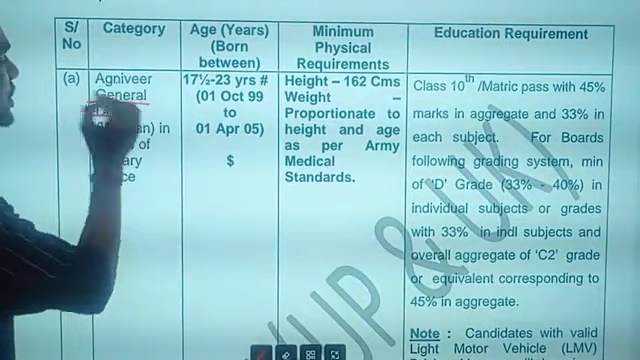 S/ No
Category
Age (Years) (Born between)
Minimum Physical Requirements
Education Requirement
(a)
Agniveer
General
in
of
17½-23 yrs #
(01 Oct 99
to
01 Apr 05)
$
Height – 162 Cms
Weight –
Proportionate to
height and age
as per Army
Medical
Standards.
Class 10th /Matric pass with 45%
marks in aggregate and 33% in
each subject. For Boards
following grading system, min
of 'D' Grade (33% - 40%) in
individual subjects or grades
with 33% in indl subjects and
overall aggregate of 'C2' grade
or equivalent corresponding to
45% in aggregate.
Note : Candidates with valid
Light Motor Vehicle (LMV)
(UP & UK)